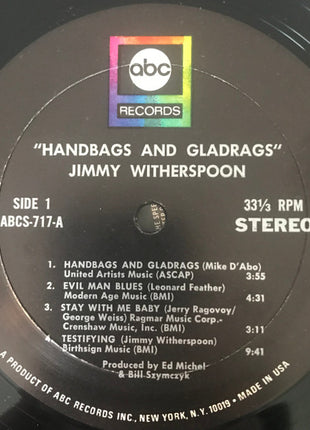 abc
RECORDS
"HANDBAGS AND GLADRAGS"
JIMMY WITHERSPOON
SIDE 1
33⅓ RPM
ABCS-717-A
STEREO
1. HANDBAGS AND GLADRAGS (Mike D'Abo)
United Artists Music (ASCAP) 3:55
2. EVIL MAN BLUES (Leonard Feather)
Modern Age Music (BMI) 4:31
3. STAY WITH ME BABY (Jerry Ragovoy/
George Weiss) Ragmar Music Corp.-
Crenshaw Music, Inc. (BMI) 3:11
4. TESTIFYING (Jimmy Witherspoon)
Birthsign Music (BMI) 9:41
Produced by Ed Michel
& Bill Szymczyk
A PRODUCT OF ABC RECORDS INC., NEW YORK, N.Y. 10019 • MADE IN USA